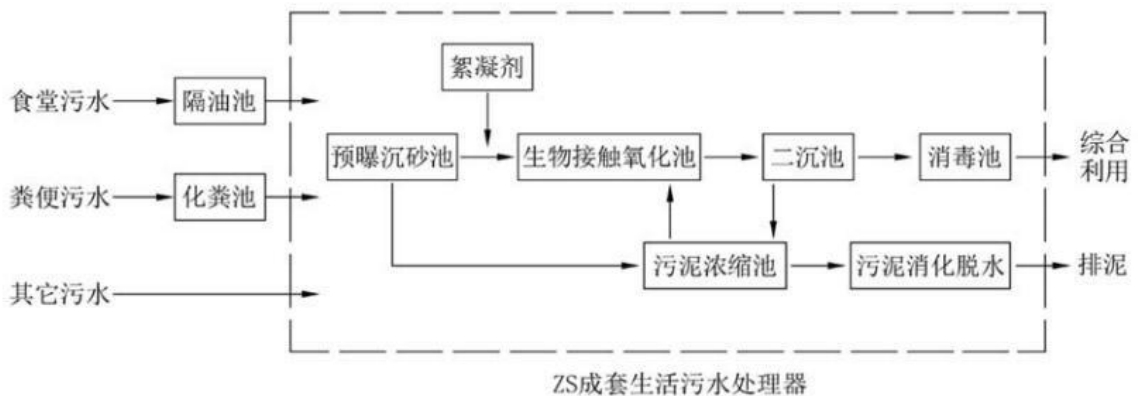 絮凝剂
食堂污水
隔油池
预曝沉砂池
生物接触氧化池
二沉池
消毒池
综合
利用
粪便污水
化粪池
污泥浓缩池
污泥消化脱水
排泥
其它污水
ZS成套生活污水处理器